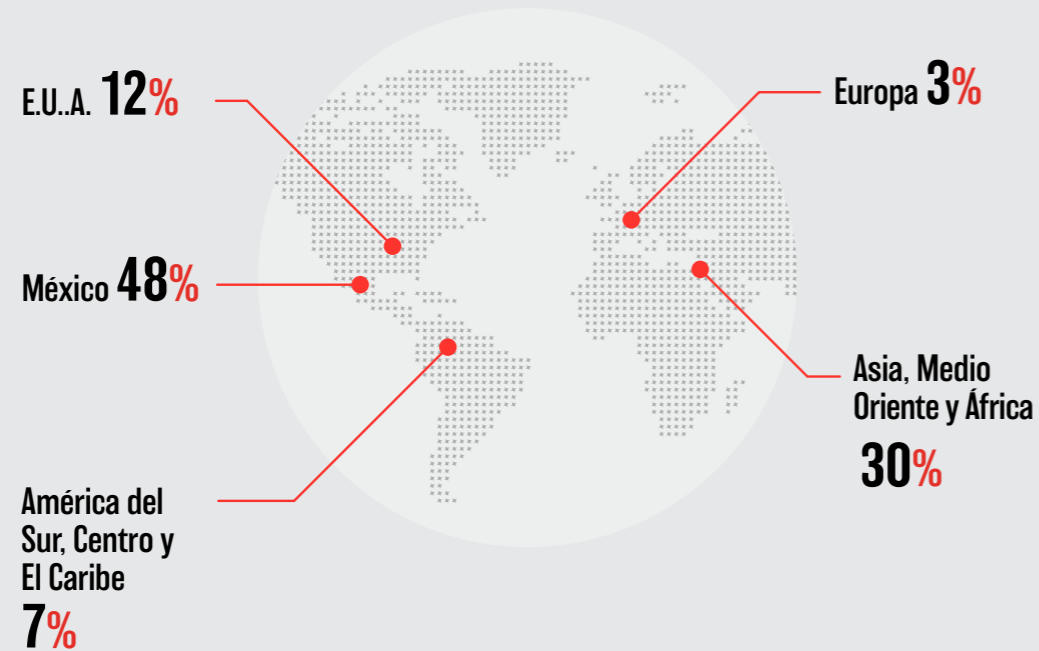 E.U..A. 12%
Europa 3%
México 48%
Asia, Medio
Oriente y África
30%
América del
Sur, Centro y
El Caribe
7%